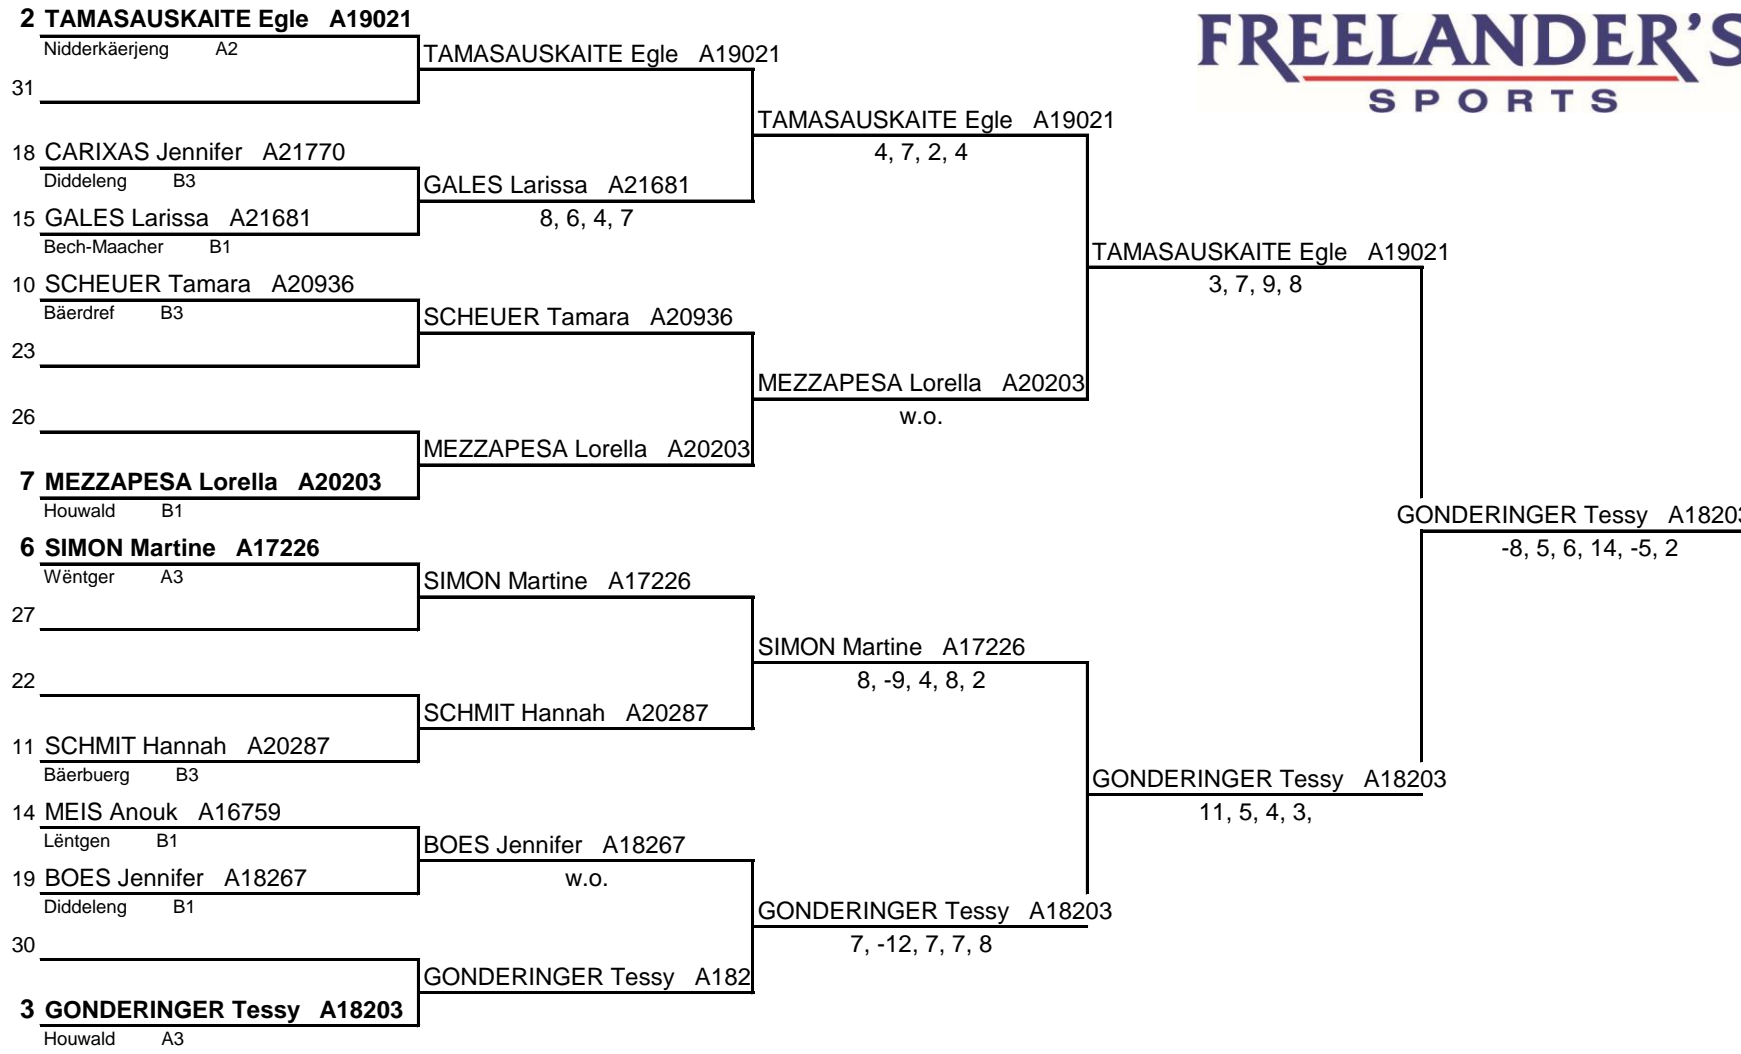 2 TAMASAUSKAITE Egle A19021
Nidderkäerjeng A2
31
18 CARIXAS Jennifer A21770
Diddeleng B3
15 GALES Larissa A21681
Bech-Maacher B1
10 SCHEUER Tamara A20936
Bäerdref B3
23
26
7 MEZZAPESA Lorella A20203
Houwald B1
6 SIMON Martine A17226
Wëntger A3
27
22
11 SCHMIT Hannah A20287
Bäerbuerg B3
14 MEIS Anouk A16759
Lëntgen B1
19 BOES Jennifer A18267
Diddeleng B1
30
3 GONDERINGER Tessy A18203
Houwald A3
TAMASAUSKAITE Egle A19021
GALES Larissa A21681
8, 6, 4, 7
SCHEUER Tamara A20936
MEZZAPESA Lorella A20203
SIMON Martine A17226
SCHMIT Hannah A20287
BOES Jennifer A18267
w.o.
GONDERINGER Tessy A182
TAMASAUSKAITE Egle A19021
4, 7, 2, 4
MEZZAPESA Lorella A20203
w.o.
SIMON Martine A17226
8, -9, 4, 8, 2
GONDERINGER Tessy A18203
7, -12, 7, 7, 8
TAMASAUSKAITE Egle A19021
3, 7, 9, 8
GONDERINGER Tessy A18203
11, 5, 4, 3,
GONDERINGER Tessy A18203
-8, 5, 6, 14, -5, 2
FREELANDER'S
SPORTS